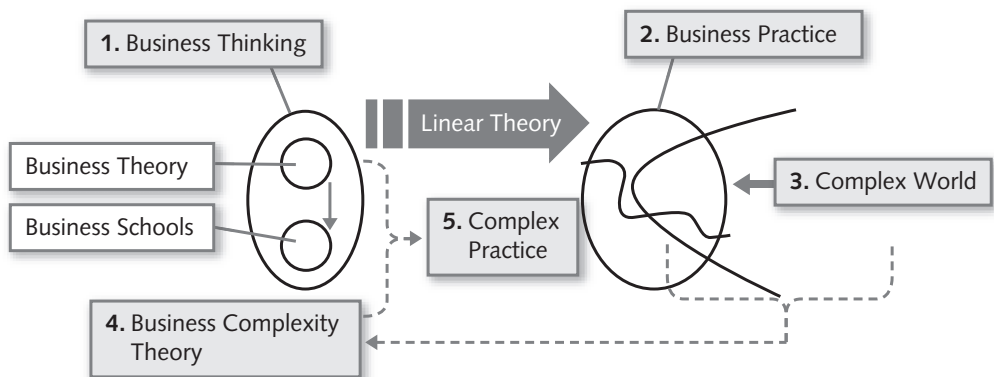 1. Business Thinking
2. Business Practice
Linear Theory
Business Theory
3. Complex World
Business Schools
5. Complex
Practice
4. Business Complexity
Theory